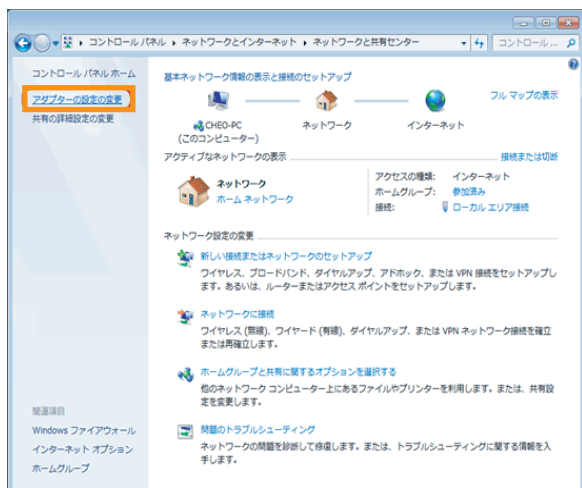 コントロール パネル ▸ ネットワークとインターネット ▸ ネットワークと共有センター
コントロール...
コントロール パネル ホーム
アダプターの設定の変更
共有の詳細設定の変更
基本ネットワーク情報の表示と接続のセットアップ
フル マップの表示
CHEO-PC
(このコンピューター)
ネットワーク
インターネット
アクティブなネットワークの表示
接続または切断
ネットワーク
ホーム ネットワーク
アクセスの種類: インターネット
ホームグループ: 参加済み
接続: ローカル エリア接続
ネットワーク設定の変更
新しい接続またはネットワークのセットアップ
ワイヤレス、ブロードバンド、ダイヤルアップ、アドホック、または VPN 接続をセットアップし
ます。あるいは、ルーターまたはアクセス ポイントをセットアップします。
ネットワークに接続
ワイヤレス (無線)、ワイヤード (有線)、ダイヤルアップ、または VPN ネットワーク接続を確立
または再確立します。
ホームグループと共有に関するオプションを選択する
他のネットワーク コンピューター上にあるファイルやプリンターを利用します。または、共有設
定を変更します。
問題のトラブルシューティング
ネットワークの問題を診断して修復します。または、トラブルシューティングに関する情報を入
手します。
関連項目
Windows ファイアウォール
インターネット オプション
ホームグループ